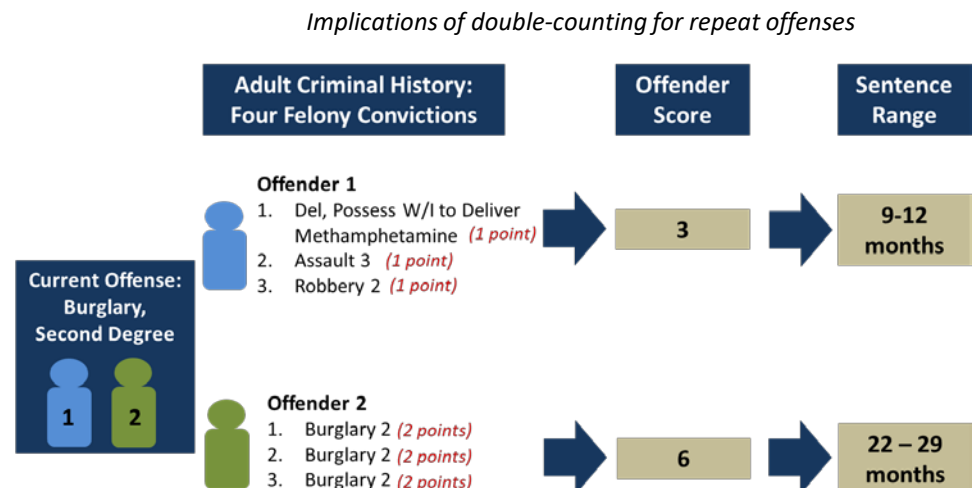 Implications of double-counting for repeat offenses
Adult Criminal History:
Four Felony Convictions
Offender
Score
Sentence
Range
Offender 1
1. Del, Possess W/I to Deliver
Methamphetamine (1 point)
2. Assault 3 (1 point)
3. Robbery 2 (1 point)
3
9-12
months
Current Offense:
Burglary,
Second Degree
1
2
Offender 2
1. Burglary 2 (2 points)
2. Burglary 2 (2 points)
3. Burglary 2 (2 points)
6
22 – 29
months